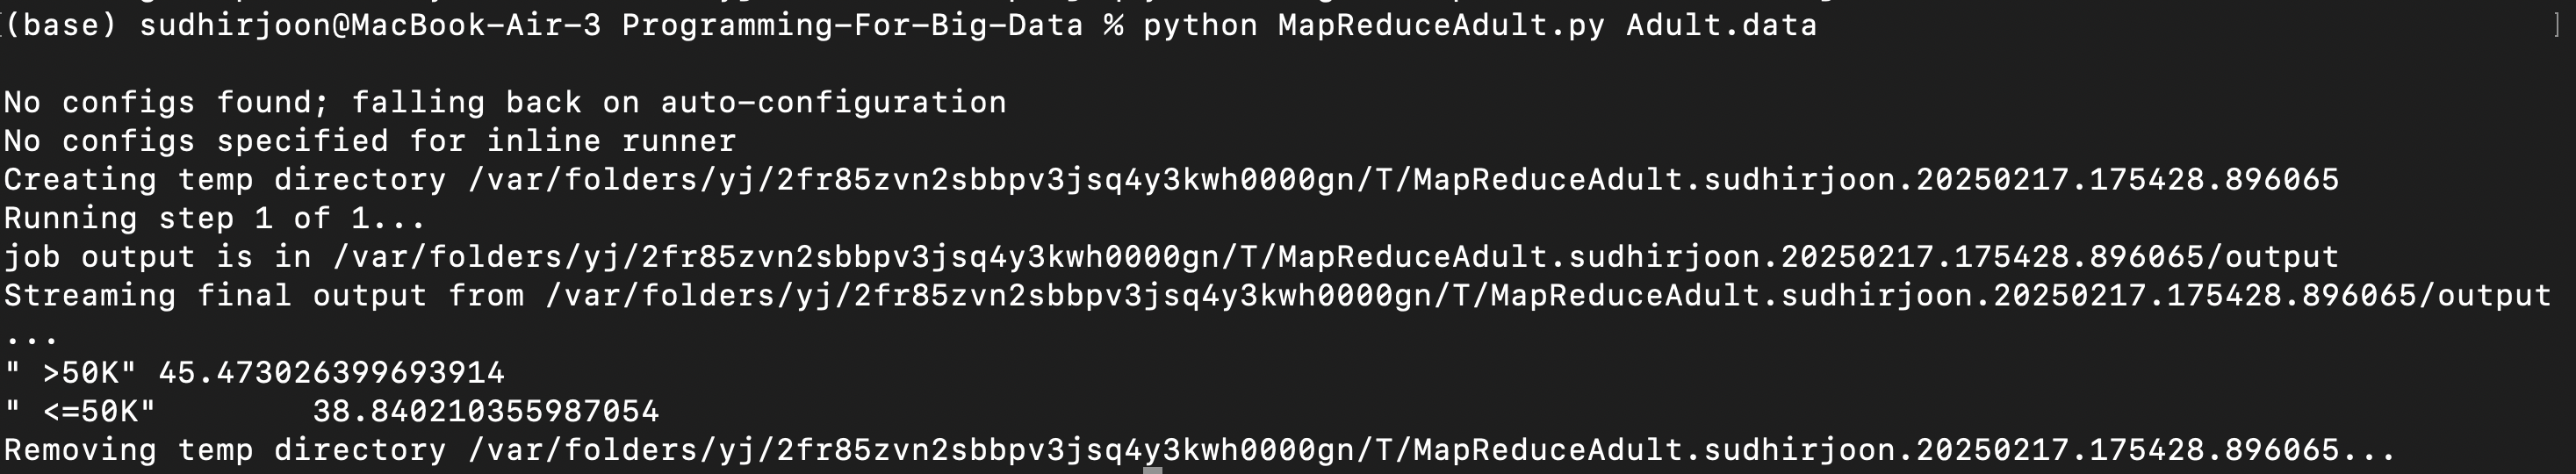 (base) sudhirjoon@MacBook-Air-3 Programming-For-Big-Data % python MapReduceAdult.py Adult.data
No configs found; falling back on auto-configuration
No configs specified for inline runner
Creating temp directory /var/folders/yj/2fr85zvn2sbbpv3jsq4y3kwh0000gn/T/MapReduceAdult.sudhirjoon.20250217.175428.896065
Running step 1 of 1...
job output is in /var/folders/yj/2fr85zvn2sbbpv3jsq4y3kwh0000gn/T/MapReduceAdult.sudhirjoon.20250217.175428.896065/output
Streaming final output from /var/folders/yj/2fr85zvn2sbbpv3jsq4y3kwh0000gn/T/MapReduceAdult.sudhirjoon.20250217.175428.896065/output
...
" >50K" 45.473026399693914
" <=50K"        38.840210355987054
Removing temp directory /var/folders/yj/2fr85zvn2sbbpv3jsq4y3kwh0000gn/T/MapReduceAdult.sudhirjoon.20250217.175428.896065...